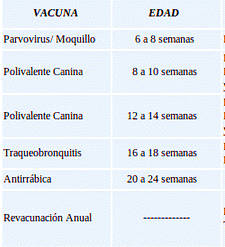 VACUNA EDAD
Parvovirus/ Moquillo 6 a 8 semanas
Polivalente Canina 8 a 10 semanas
Polivalente Canina 12 a 14 semanas
Traqueobronquitis 16 a 18 semanas
Antirrábica 20 a 24 semanas
Revacunación Anual -------------